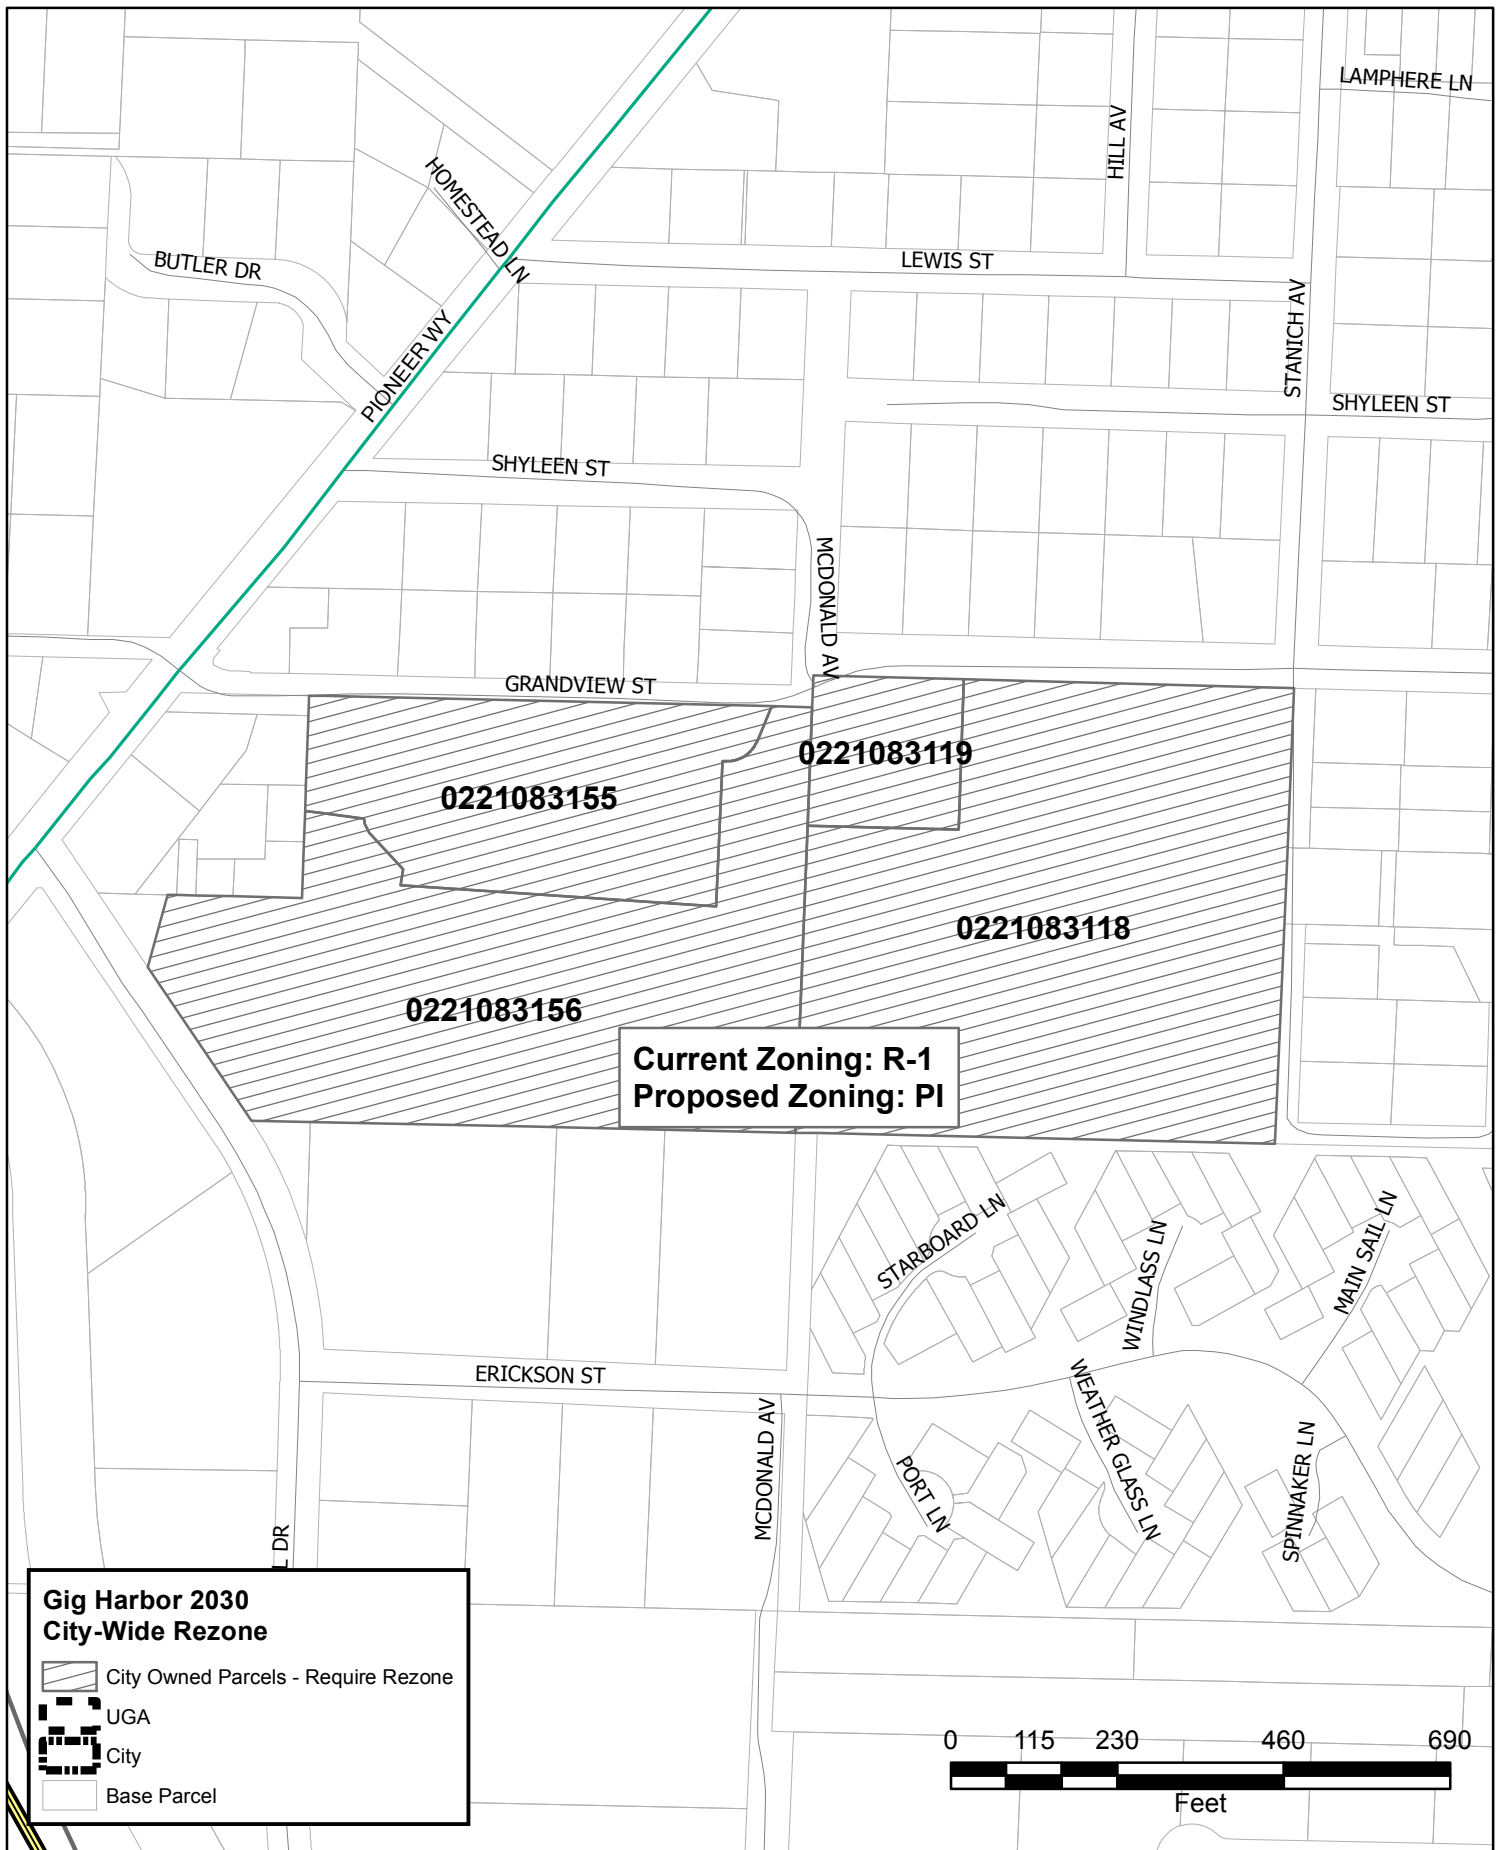 LAMPHERE LN
HILL AV
HOMESTEAD LN
BUTLER DR
LEWIS ST
STANICH AV
PIONEER WY
SHYLEEN ST
SHYLEEN ST
MCDONALD AV
GRANDVIEW ST
0221083119
0221083155
0221083118
0221083156
Current Zoning: R-1
Proposed Zoning: PI
STARBOARD LN
WINDLASS LN
MAIN SAIL LN
ERICKSON ST
WEATHER GLASS LN
MCDONALD AV
PORT LN
SPINNAKER LN
L DR
Gig Harbor 2030
City-Wide Rezone
City Owned Parcels - Require Rezone
UGA
City
Base Parcel
0 115 230 460 690
Feet